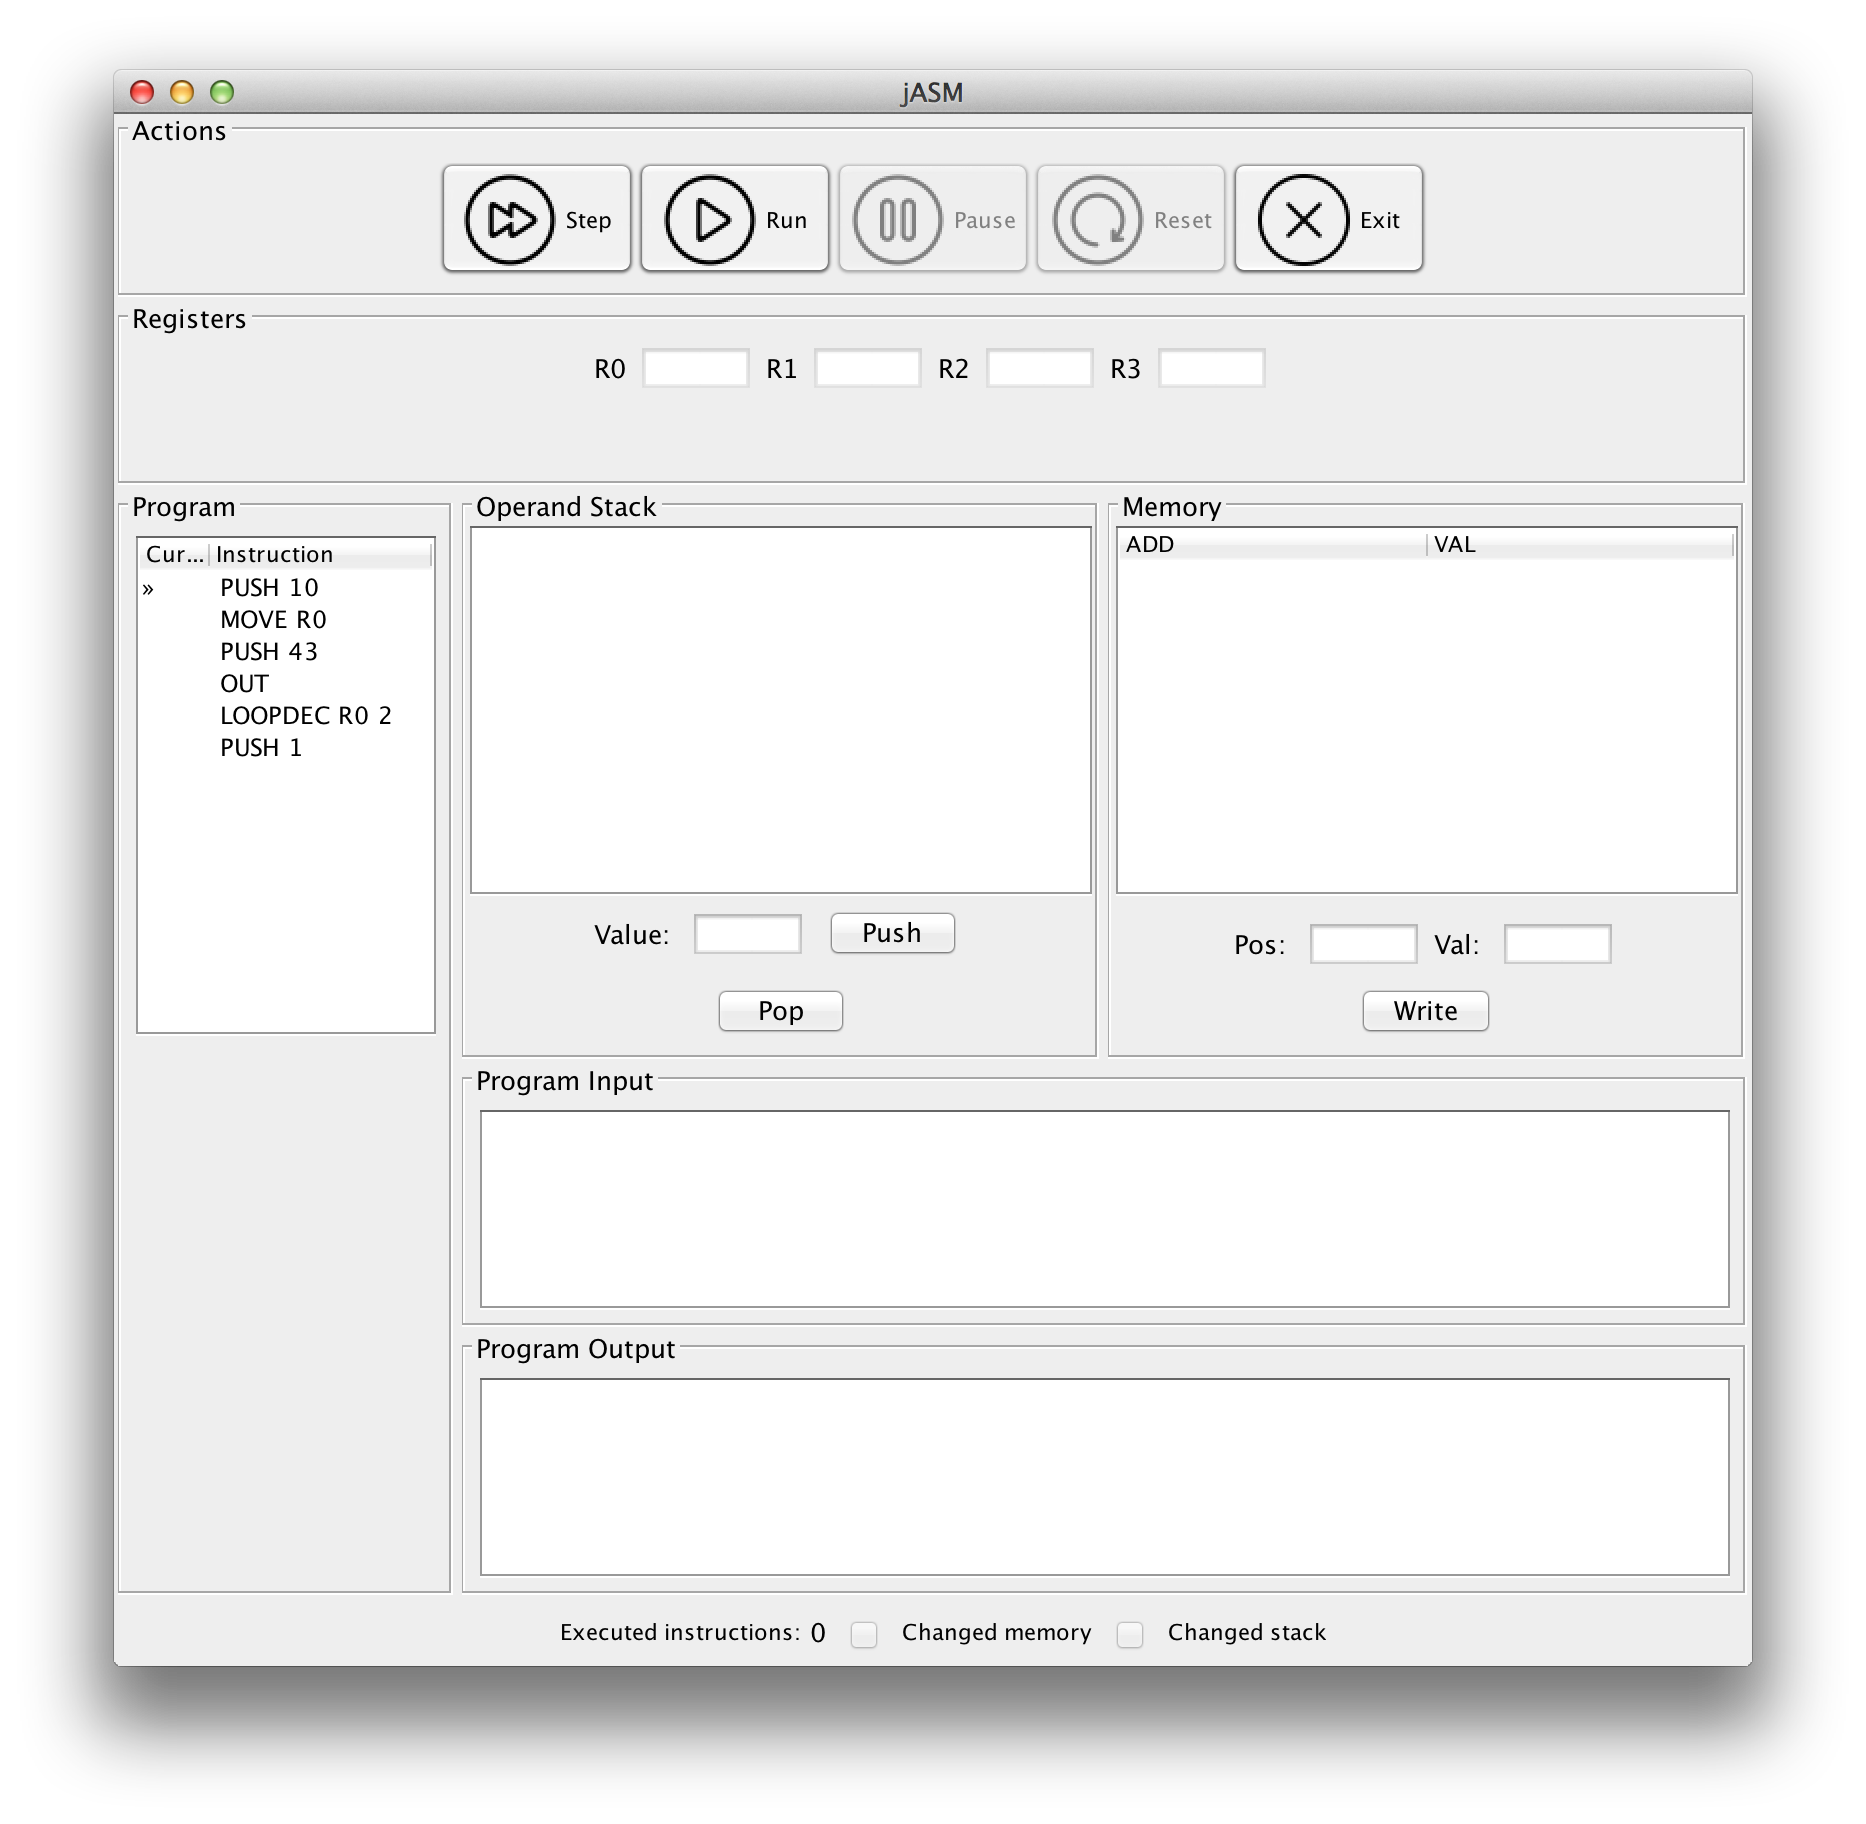 jASM
Actions
Step Run Pause Reset Exit
Registers
R0 R1 R2 R3
Program
Cur... Instruction
» PUSH 10
MOVE R0
PUSH 43
OUT
LOOPDEC R0 2
PUSH 1
Operand Stack
Value: Push
Pop
Memory
ADD VAL
Pos: Val:
Write
Program Input
Program Output
Executed instructions: 0 Changed memory Changed stack